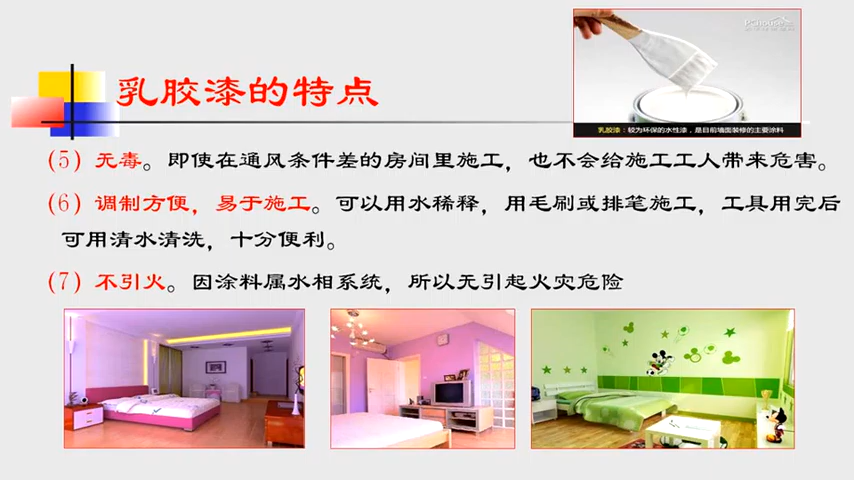 PChouse
乳胶漆的特点
乳胶漆：较为环保的水性漆，是目前墙面装修的主要涂料
(5) 无毒。即使在通风条件差的房间里施工，也不会给施工工人带来危害。
(6) 调制方便，易于施工。可以用水稀释，用毛刷或排笔施工，工具用完后
可用清水清洗，十分便利。
(7) 不引火。因涂料属水相系统，所以无引起火灾危险